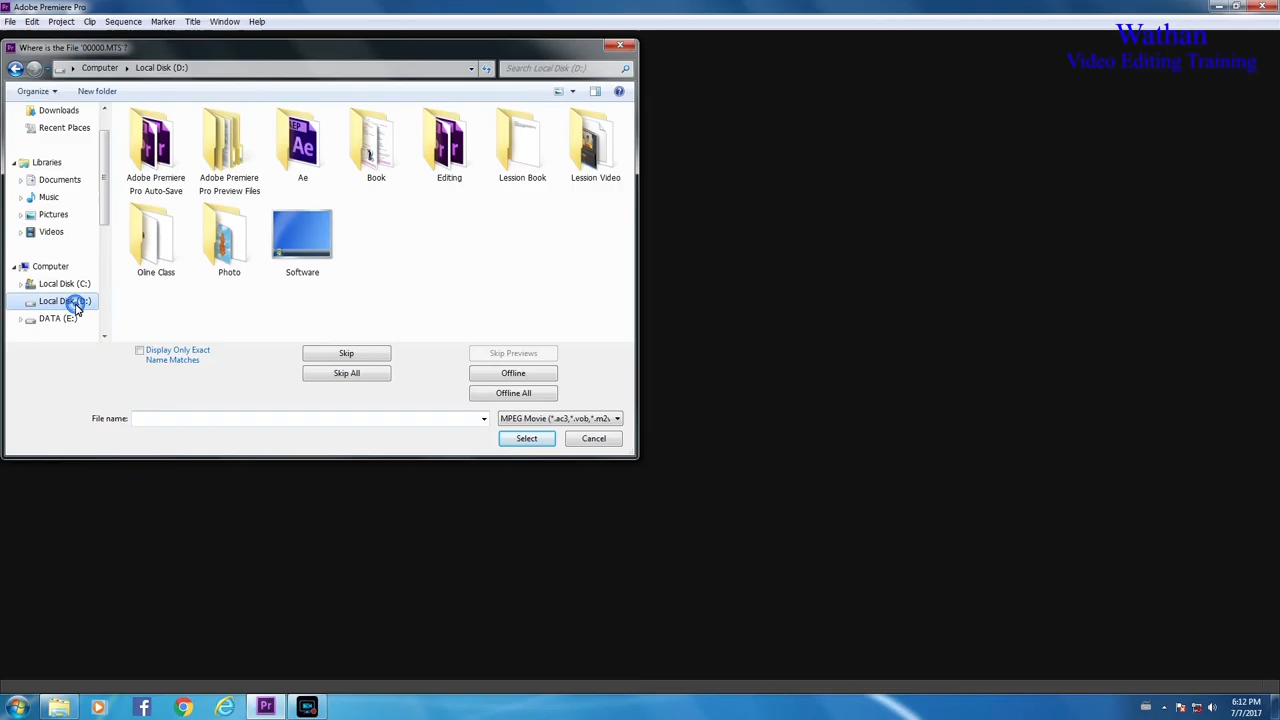 Adobe Premiere Pro
File Edit Project Clip Sequence Marker Title Window Help
Wathan
Video Editing Training
Where is the File '00000.MTS'?
Computer Local Disk (D:)
Search Local Disk (D:)
Organize New folder
Downloads
Recent Places
Libraries
Documents
Music
Pictures
Videos
Computer
Local Disk (C:)
Local Disk (D:)
DATA (E:)
Adobe Premiere Pro Auto-Save
Adobe Premiere Pro Preview Files
Ae
Book
Editing
Lession Book
Lession Video
Oline Class
Photo
Software
Display Only Exact
Name Matches
Skip
Skip All
Skip Previews
Offline
Offline All
File name:
MPEG Movie (*.ac3,*.vob,*.m2v
Select
Cancel
6:12 PM
7/7/2017